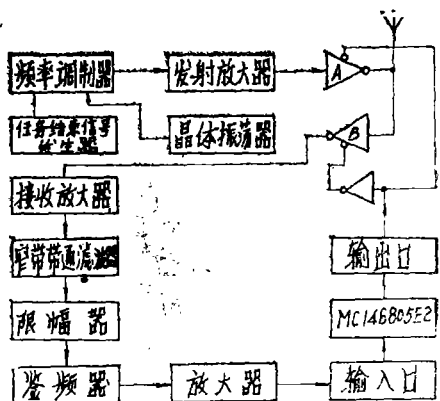 频率调制器
发射放大器
A
任务结束信号
发生器
晶体振荡器
B
接收放大器
窄带带通滤波器
输出口
限幅器
MC146805E2
鉴频器
放大器
输入口